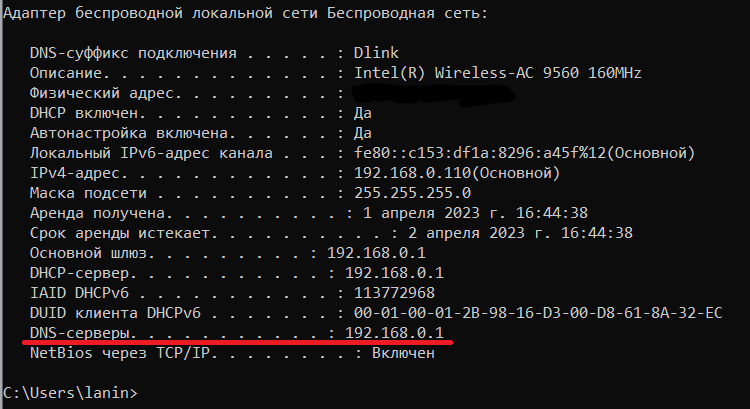 Адаптер беспроводной локальной сети Беспроводная сеть:
DNS-суффикс подключения . . . . . : Dlink
Описание. . . . . . . . . . . . . : Intel(R) Wireless-AC 9560 160MHz
Физический адрес. . . . . . . . . :
DHCP включен. . . . . . . . . . . : Да
Автонастройка включена. . . . . . : Да
Локальный IPv6-адрес канала . . . : fe80::c153:df1a:8296:a45f%12(Основной)
IPv4-адрес. . . . . . . . . . . . : 192.168.0.110(Основной)
Маска подсети . . . . . . . . . . : 255.255.255.0
Аренда получена. . . . . . . . . . : 1 апреля 2023 г. 16:44:38
Срок аренды истекает. . . . . . . . . . : 2 апреля 2023 г. 16:44:38
Основной шлюз. . . . . . . . . : 192.168.0.1
DHCP-сервер. . . . . . . . . . . : 192.168.0.1
IAID DHCPv6 . . . . . . . . . . . : 113772968
DUID клиента DHCPv6 . . . . . . . : 00-01-00-01-2B-98-16-D3-00-D8-61-8A-32-EC
DNS-серверы. . . . . . . . . . . : 192.168.0.1
NetBios через TCP/IP. . . . . . . . : Включен
C:\Users\lanin>